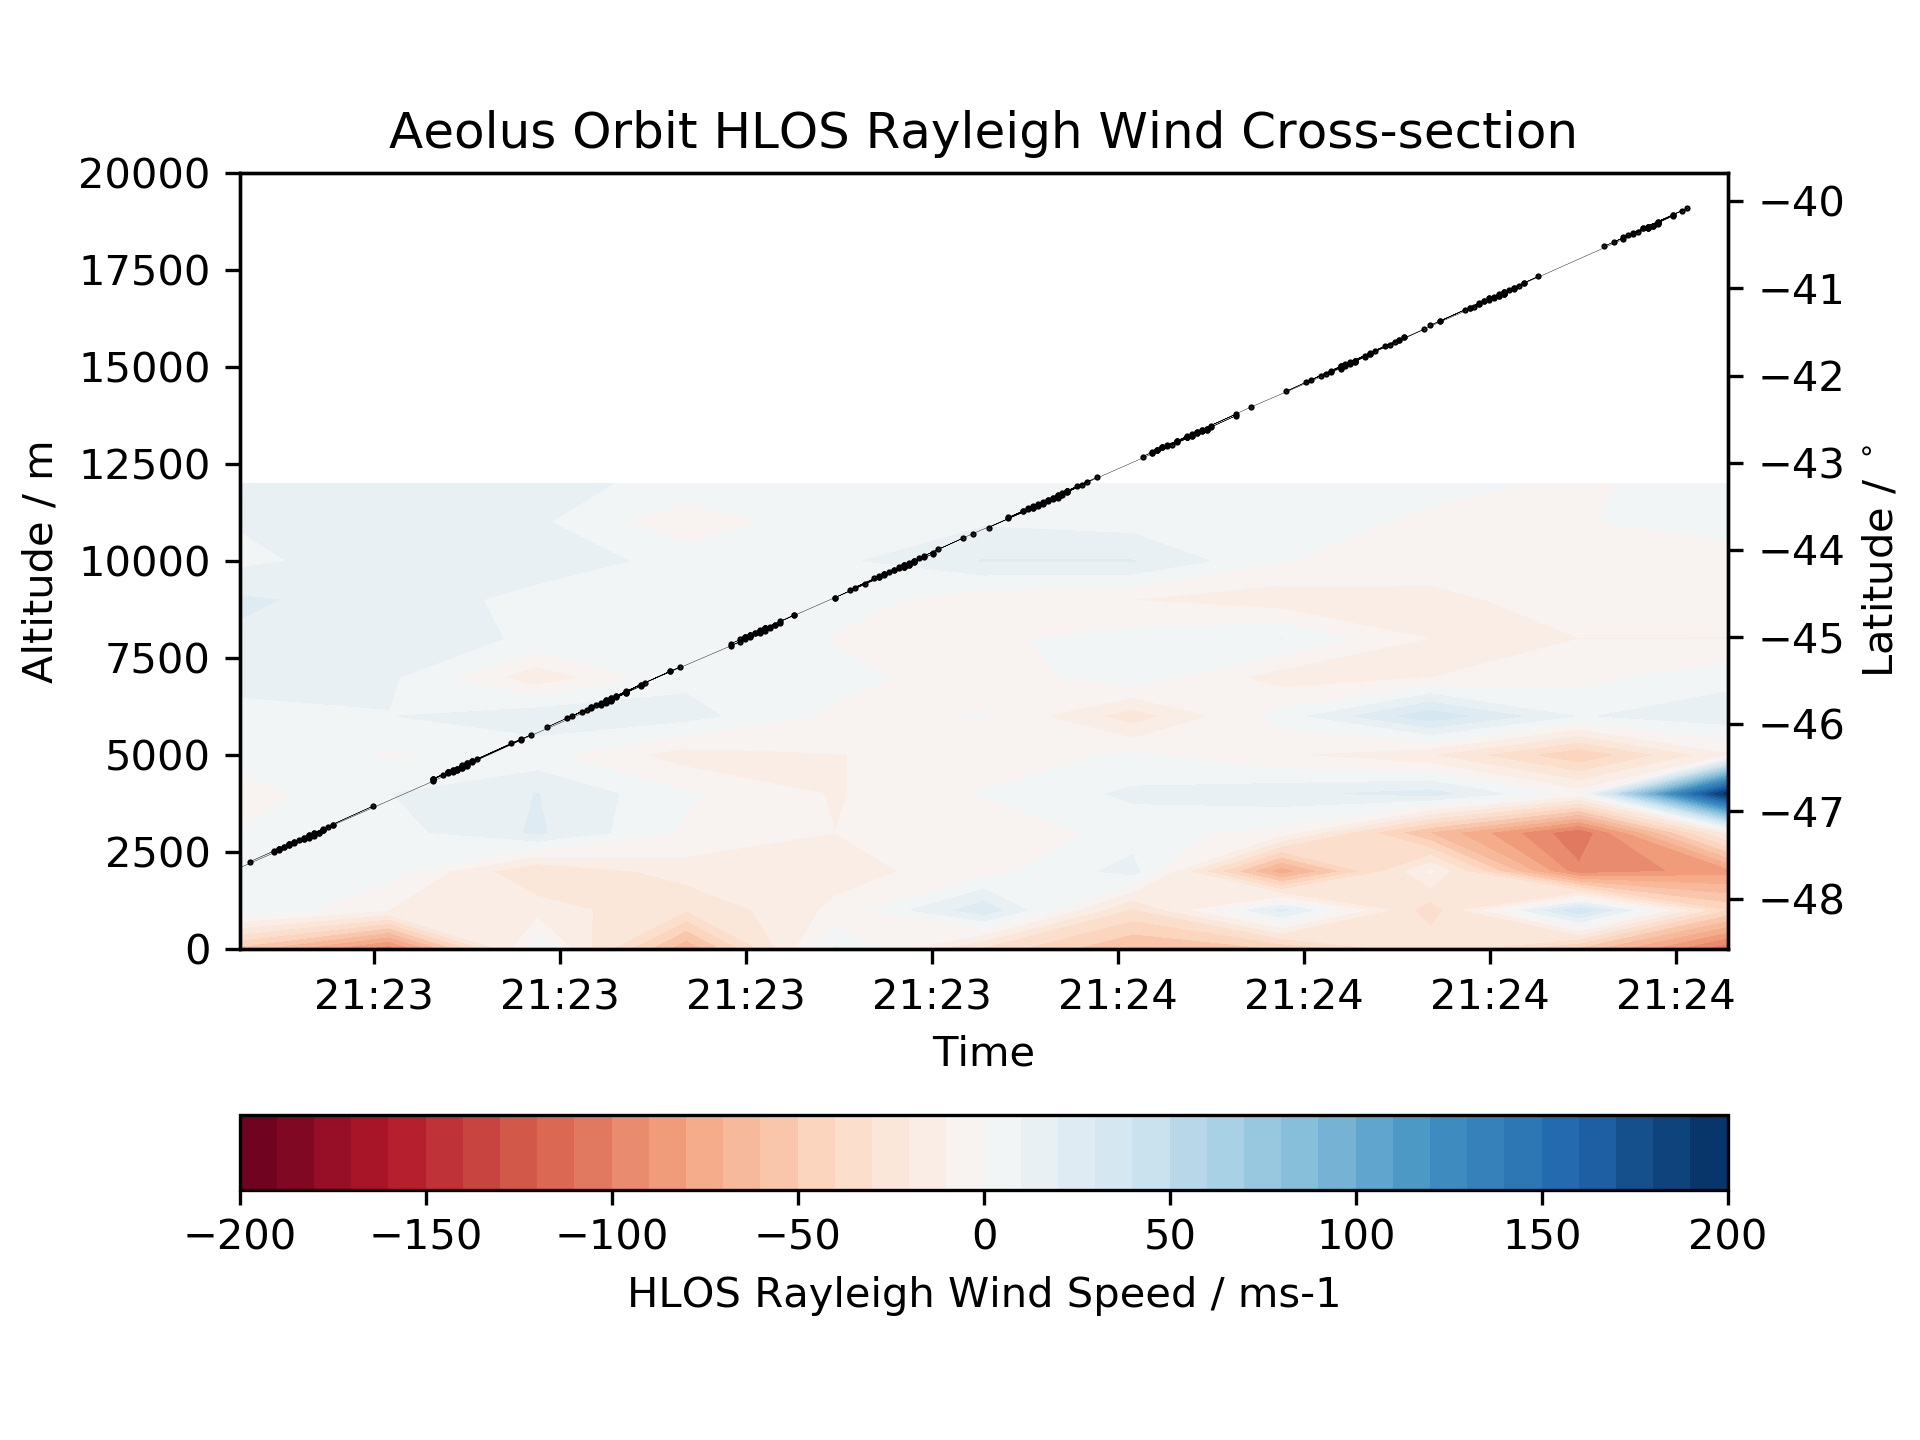 Aeolus Orbit HLOS Rayleigh Wind Cross-section
20000
17500
15000
12500
10000
7500
5000
2500
0
Altitude / m
−40
−41
−42
−43
−44
−45
−46
−47
−48
Latitude / °
21:23 21:23 21:23 21:23 21:24 21:24 21:24 21:24
Time
−200 −150 −100 −50 0 50 100 150 200
HLOS Rayleigh Wind Speed / ms-1